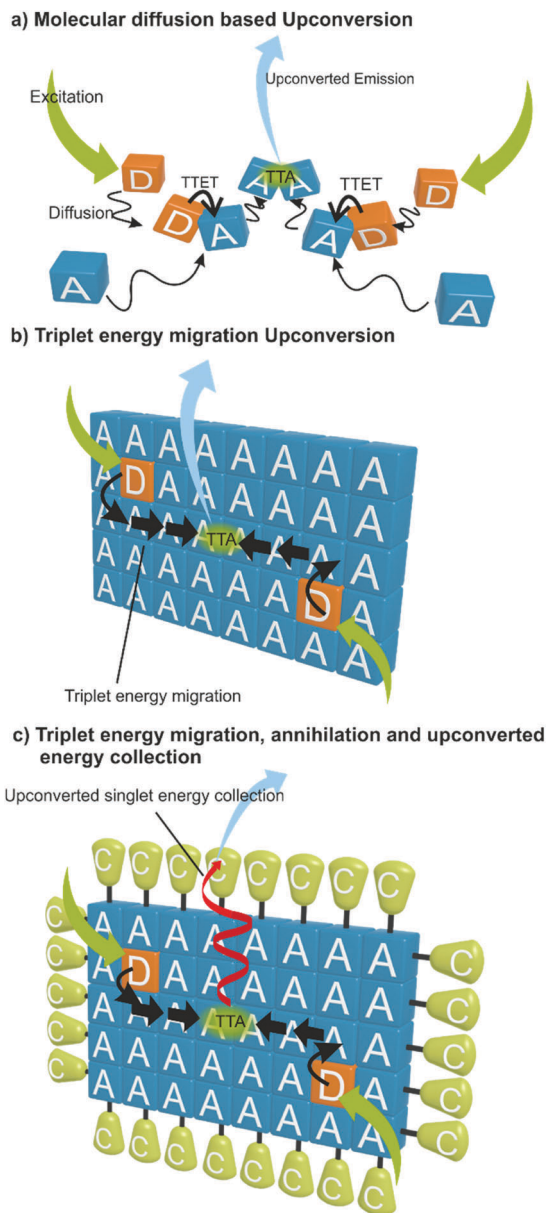 a) Molecular diffusion based Upconversion
Upconverted Emission
Excitation
D TTET A TTA A TTET D
Diffusion D A A D
A A
b) Triplet energy migration Upconversion
A A A A A A A A
A D A A A A A A
A A A A TTA A A A A
A A A A A A D A
A A A A A A A A
Triplet energy migration
c) Triplet energy migration, annihilation and upconverted
energy collection
Upconverted singlet energy collection
C C C C C C C C
C A A A A A A A A C
C A D A A A A A A C
C A A A A TTA A A A A C
C A A A A A A D A C
C A A A A A A A A C
C C C C C C C C